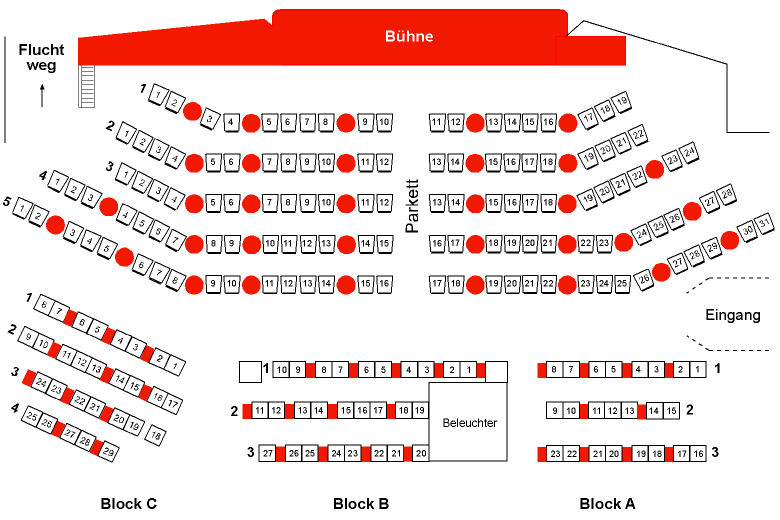 Bühne
Flucht
weg
1 1 2 3 4 5 6 7 8 9 10 11 12 13 14 15 16 17 18 19
2 1 2 3 4 5 6 7 8 9 10 11 12 13 14 15 16 17 18 19 20 21 22
3 1 2 3 4 5 6 7 8 9 10 11 12 13 14 15 16 17 18 19 20 21 22 23 24
4 1 2 3 4 5 6 7 8 9 10 11 12 13 14 15 16 17 18 19 20 21 22 23 24 25 26 27 28
5 1 2 3 4 5 6 7 8 9 10 11 12 13 14 15 16 17 18 19 20 21 22 23 24 25 26 27 28 29 30 31
Parkett
Eingang
1 8 7 6 5 4 3 2 1
2 9 10 11 12 13 14 15 16 17
3 24 23 22 21 20 19 18
4 25 26 27 28 29
Block C
1 10 9 8 7 6 5 4 3 2 1
2 11 12 13 14 15 16 17 18 19
3 27 26 25 24 23 22 21 20
Beleuchter
Block B
8 7 6 5 4 3 2 1 1
9 10 11 12 13 14 15 2
23 22 21 20 19 18 17 16 3
Block A